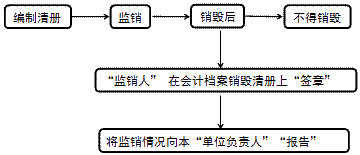 编制清册
监销
销毁后
不得销毁
“监销人” 在会计档案销毁清册上“签章”
将监销情况向本“单位负责人” “报告”